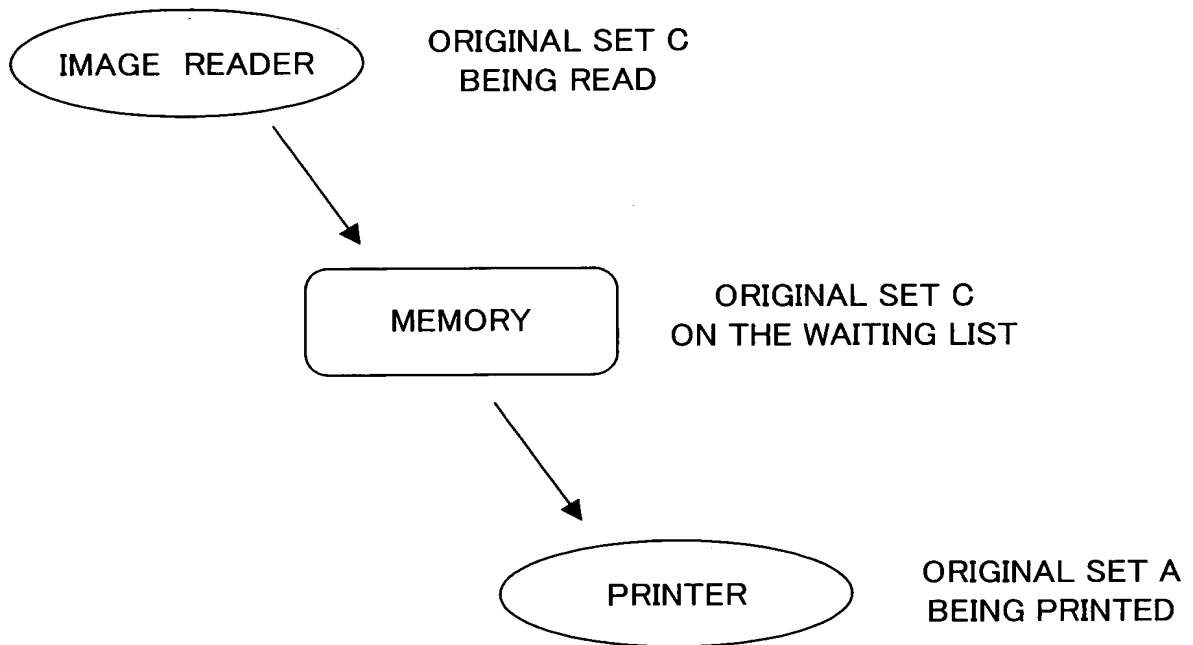 IMAGE READER
ORIGINAL SET C
BEING READ
MEMORY
ORIGINAL SET C
ON THE WAITING LIST
PRINTER
ORIGINAL SET A
BEING PRINTED